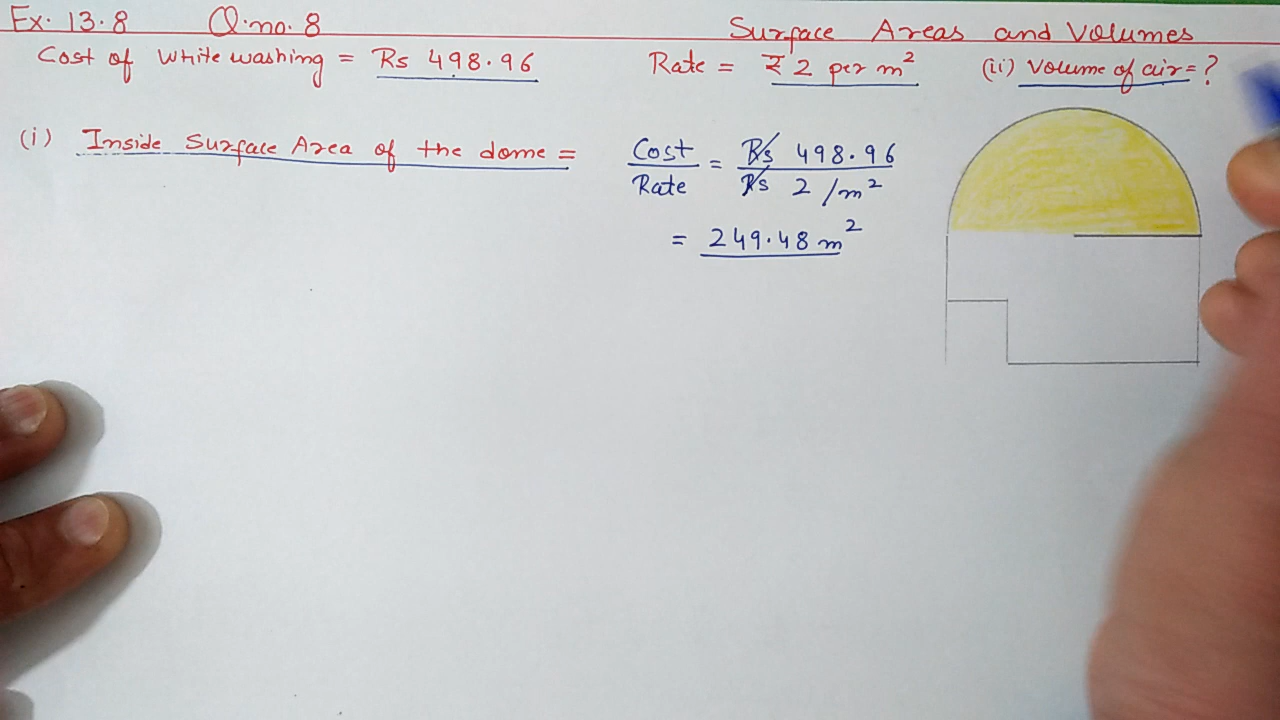 Ex. 13.8 Q.no. 8 Surface Areas and Volumes
Cost of White washing = Rs 498.96 Rate = ₹ 2 per m² (ii) Volume of air = ?
(i) Inside Surface Area of the dome = Cost/Rate = Rs 498.96 / Rs 2 /m²
= 249.48 m²